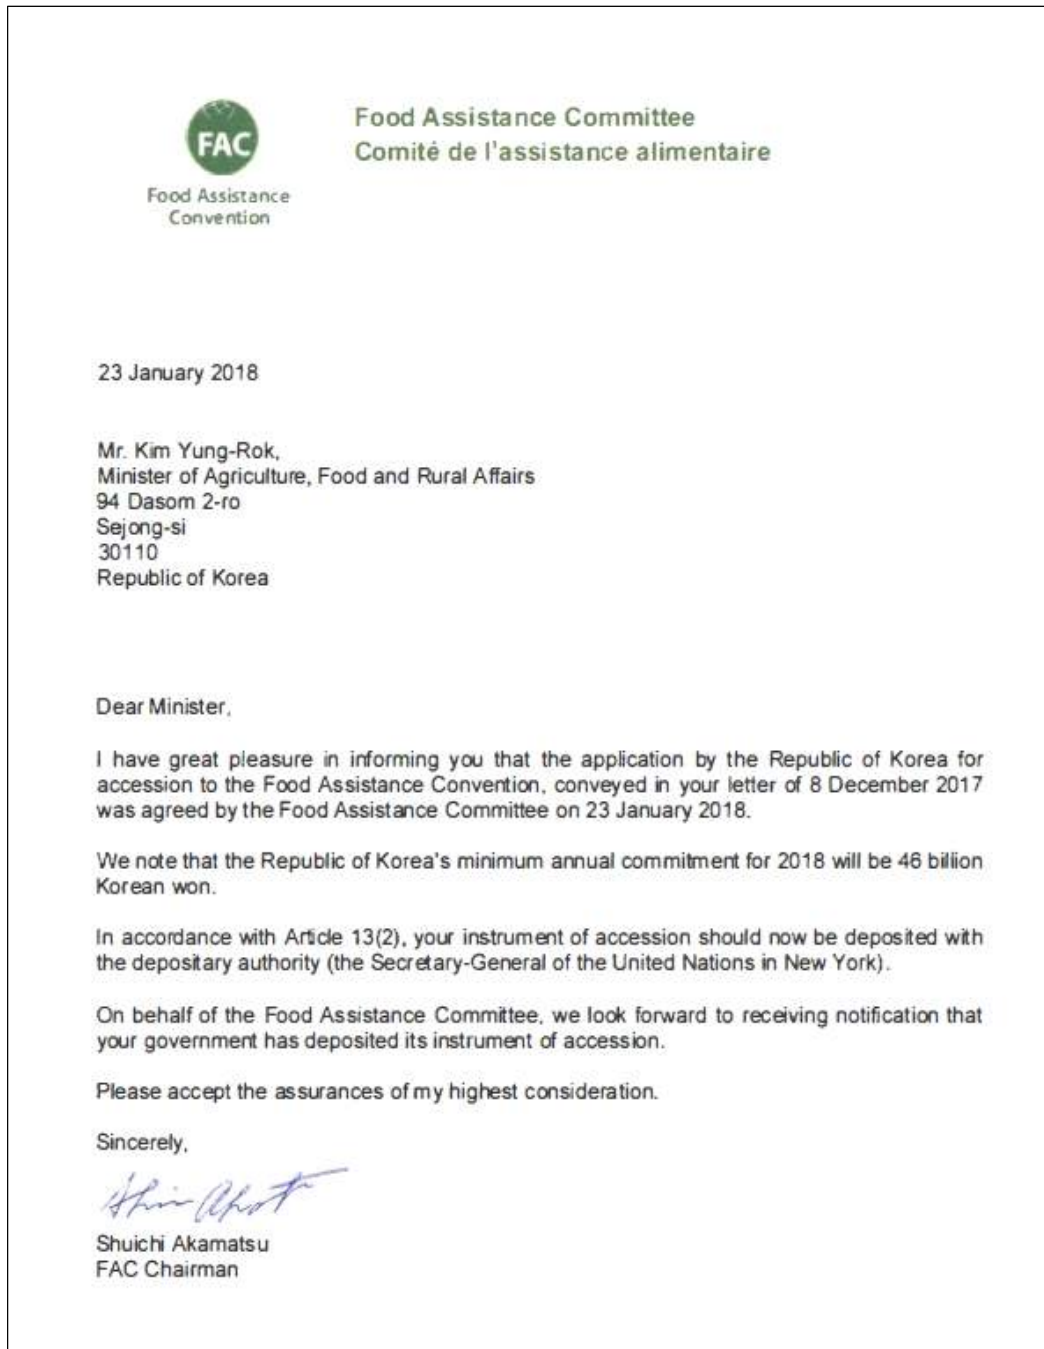 FAC
Food Assistance
Convention
Food Assistance Committee
Comité de l'assistance alimentaire
23 January 2018
Mr. Kim Yung-Rok,
Minister of Agriculture, Food and Rural Affairs
94 Dasom 2-ro
Sejong-si
30110
Republic of Korea
Dear Minister,
I have great pleasure in informing you that the application by the Republic of Korea for
accession to the Food Assistance Convention, conveyed in your letter of 8 December 2017
was agreed by the Food Assistance Committee on 23 January 2018.
We note that the Republic of Korea's minimum annual commitment for 2018 will be 46 billion
Korean won.
In accordance with Article 13(2), your instrument of accession should now be deposited with
the depositary authority (the Secretary-General of the United Nations in New York).
On behalf of the Food Assistance Committee, we look forward to receiving notification that
your government has deposited its instrument of accession.
Please accept the assurances of my highest consideration.
Sincerely,
Shuichi Akamatsu
FAC Chairman